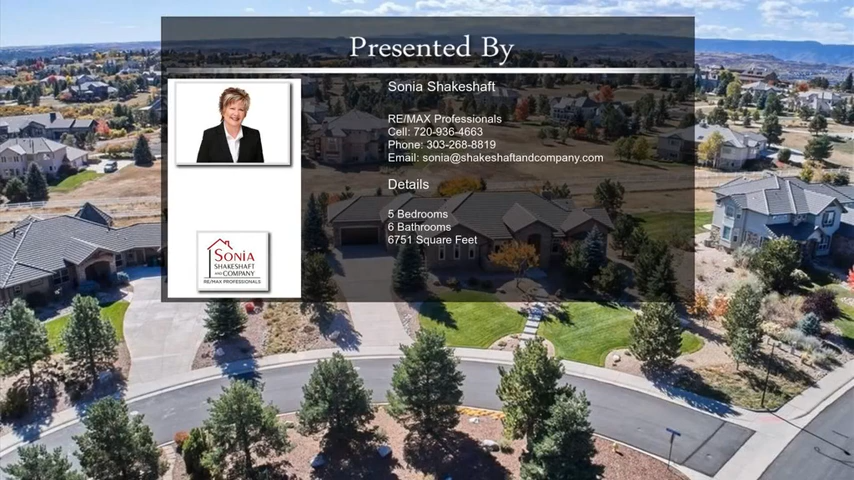 Presented By
Sonia Shakeshaft
RE/MAX Professionals
Cell: 720-936-4663
Phone: 303-268-8819
Email: sonia@shakeshaftandcompany.com
Details
5 Bedrooms
6 Bathrooms
6751 Square Feet
SONIA
SHAKESHAFT
AND COMPANY
RE/MAX PROFESSIONALS